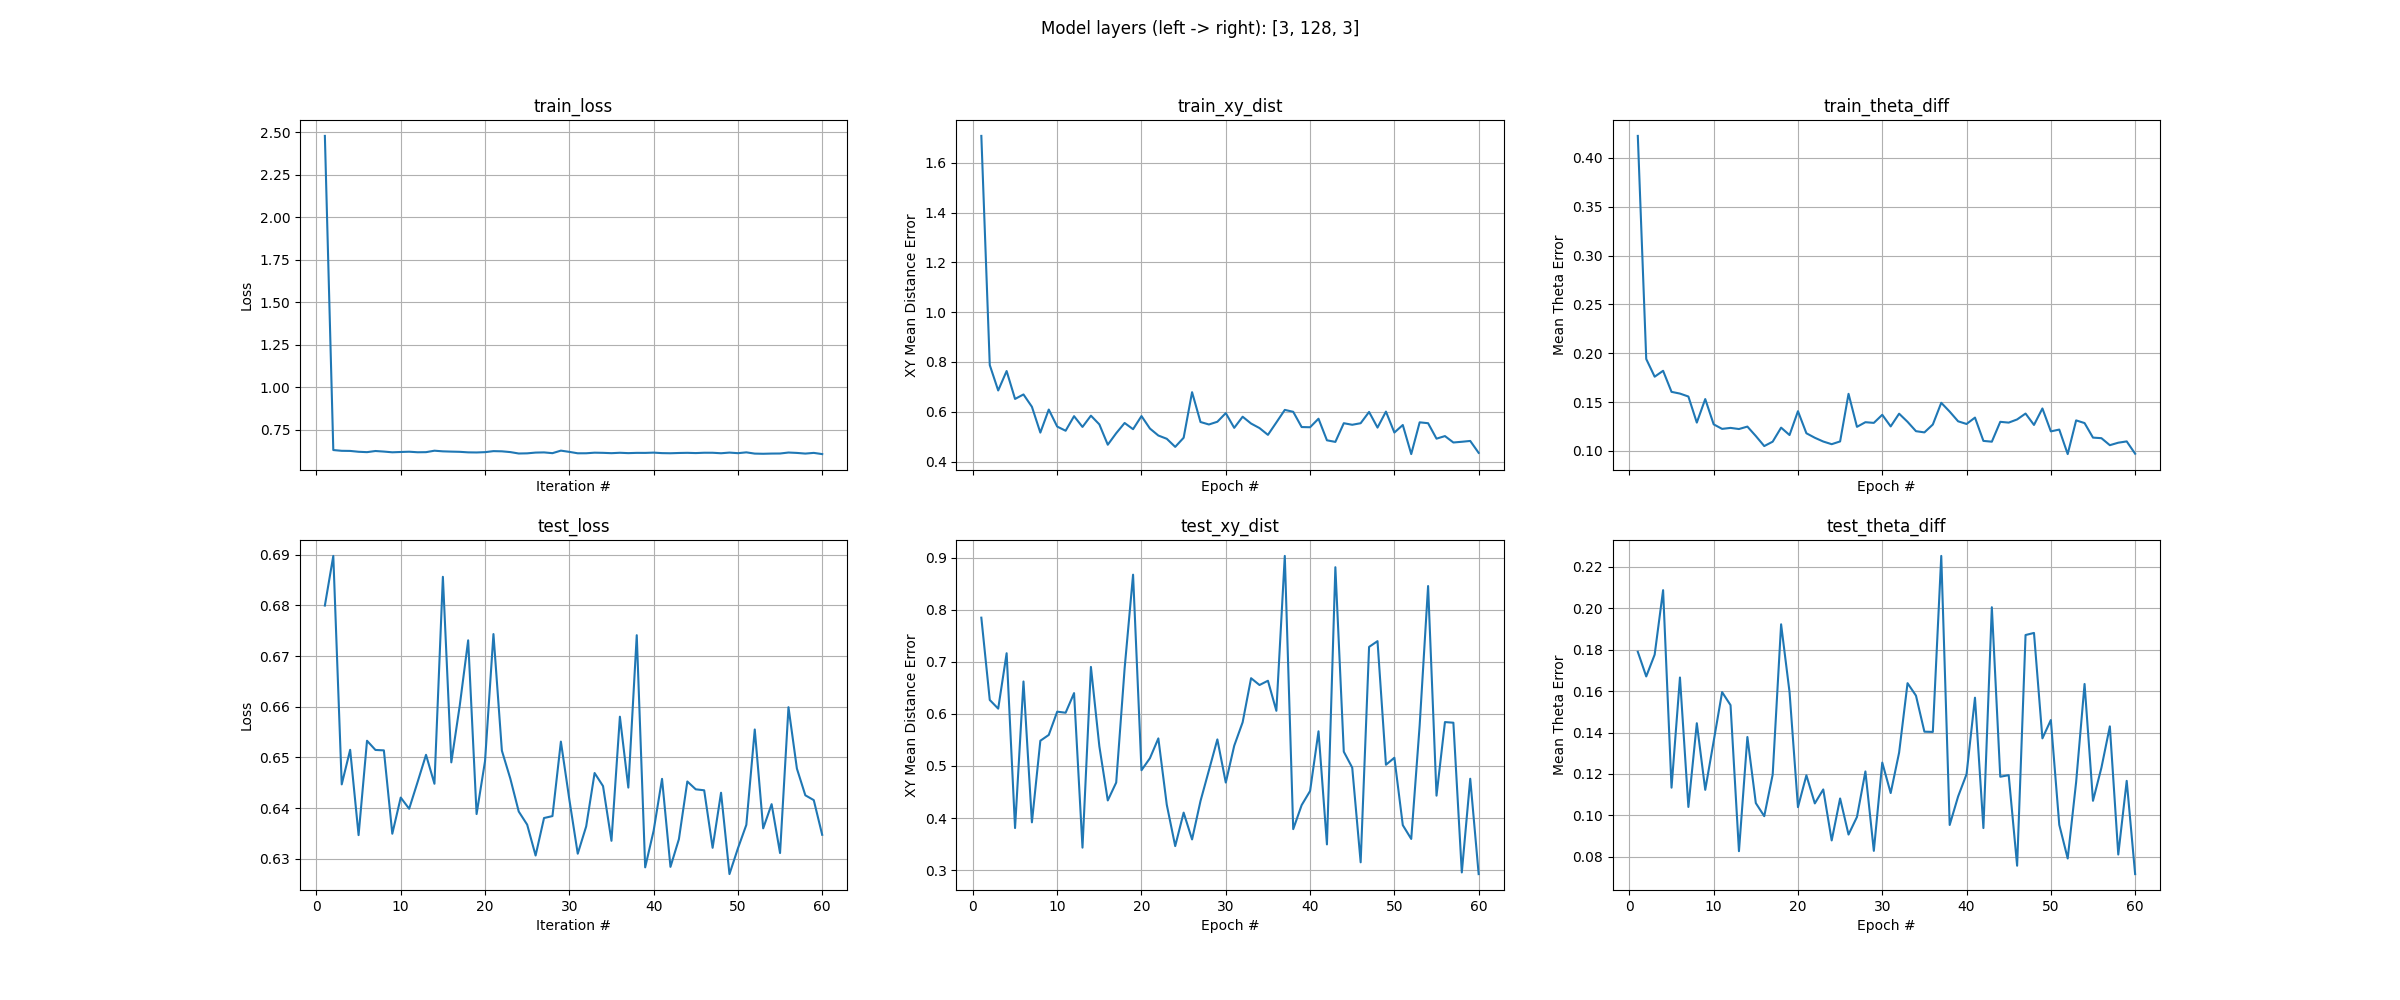 Model layers (left -> right): [3, 128, 3]
train_loss
2.50
2.25
2.00
1.75
1.50
1.25
1.00
0.75
Loss
Iteration #
train_xy_dist
1.6
1.4
1.2
1.0
0.8
0.6
0.4
XY Mean Distance Error
Epoch #
train_theta_diff
0.40
0.35
0.30
0.25
0.20
0.15
0.10
Mean Theta Error
Epoch #
test_loss
0.69
0.68
0.67
0.66
0.65
0.64
0.63
Loss
0 10 20 30 40 50 60
Iteration #
test_xy_dist
0.9
0.8
0.7
0.6
0.5
0.4
0.3
XY Mean Distance Error
0 10 20 30 40 50 60
Epoch #
test_theta_diff
0.22
0.20
0.18
0.16
0.14
0.12
0.10
0.08
Mean Theta Error
0 10 20 30 40 50 60
Epoch #